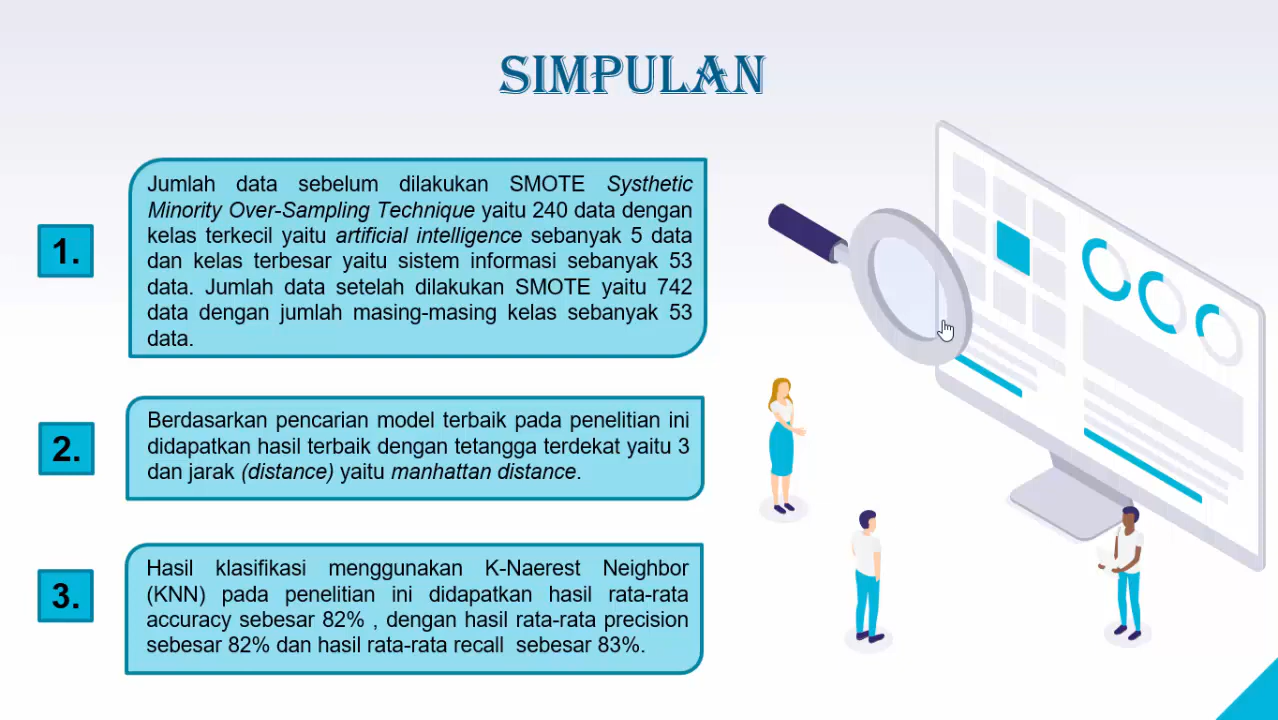 SIMPULAN
1.
Jumlah data sebelum dilakukan SMOTE Systhetic
Minority Over-Sampling Technique yaitu 240 data dengan
kelas terkecil yaitu artificial intelligence sebanyak 5 data
dan kelas terbesar yaitu sistem informasi sebanyak 53
data. Jumlah data setelah dilakukan SMOTE yaitu 742
data dengan jumlah masing-masing kelas sebanyak 53
data.
2.
Berdasarkan pencarian model terbaik pada penelitian ini
didapatkan hasil terbaik dengan tetangga terdekat yaitu 3
dan jarak (distance) yaitu manhattan distance.
3.
Hasil klasifikasi menggunakan K-Naerest Neighbor
(KNN) pada penelitian ini didapatkan hasil rata-rata
accuracy sebesar 82% , dengan hasil rata-rata precision
sebesar 82% dan hasil rata-rata recall  sebesar 83%.